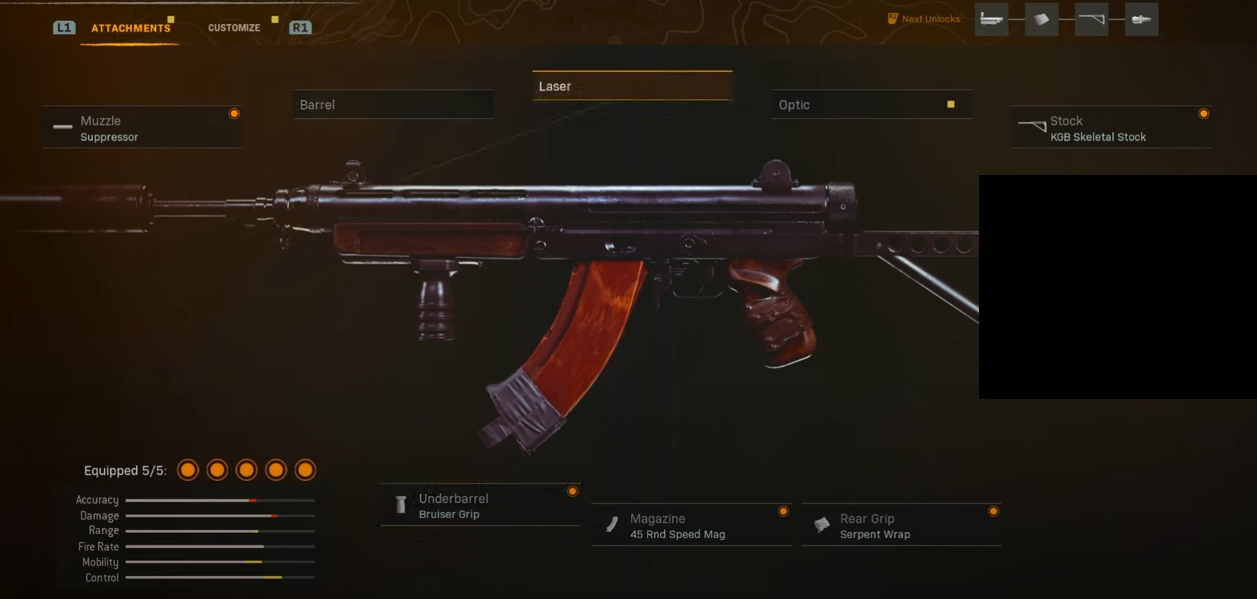 L1 ATTACHMENTS CUSTOMIZE R1 Next Unlocks
Laser
Barrel
Optic
Muzzle
Suppressor
Stock
KGB Skeletal Stock
Equipped 5/5:
Accuracy
Damage
Range
Fire Rate
Mobility
Control
Underbarrel
Bruiser Grip
Magazine
45 Rnd Speed Mag
Rear Grip
Serpent Wrap